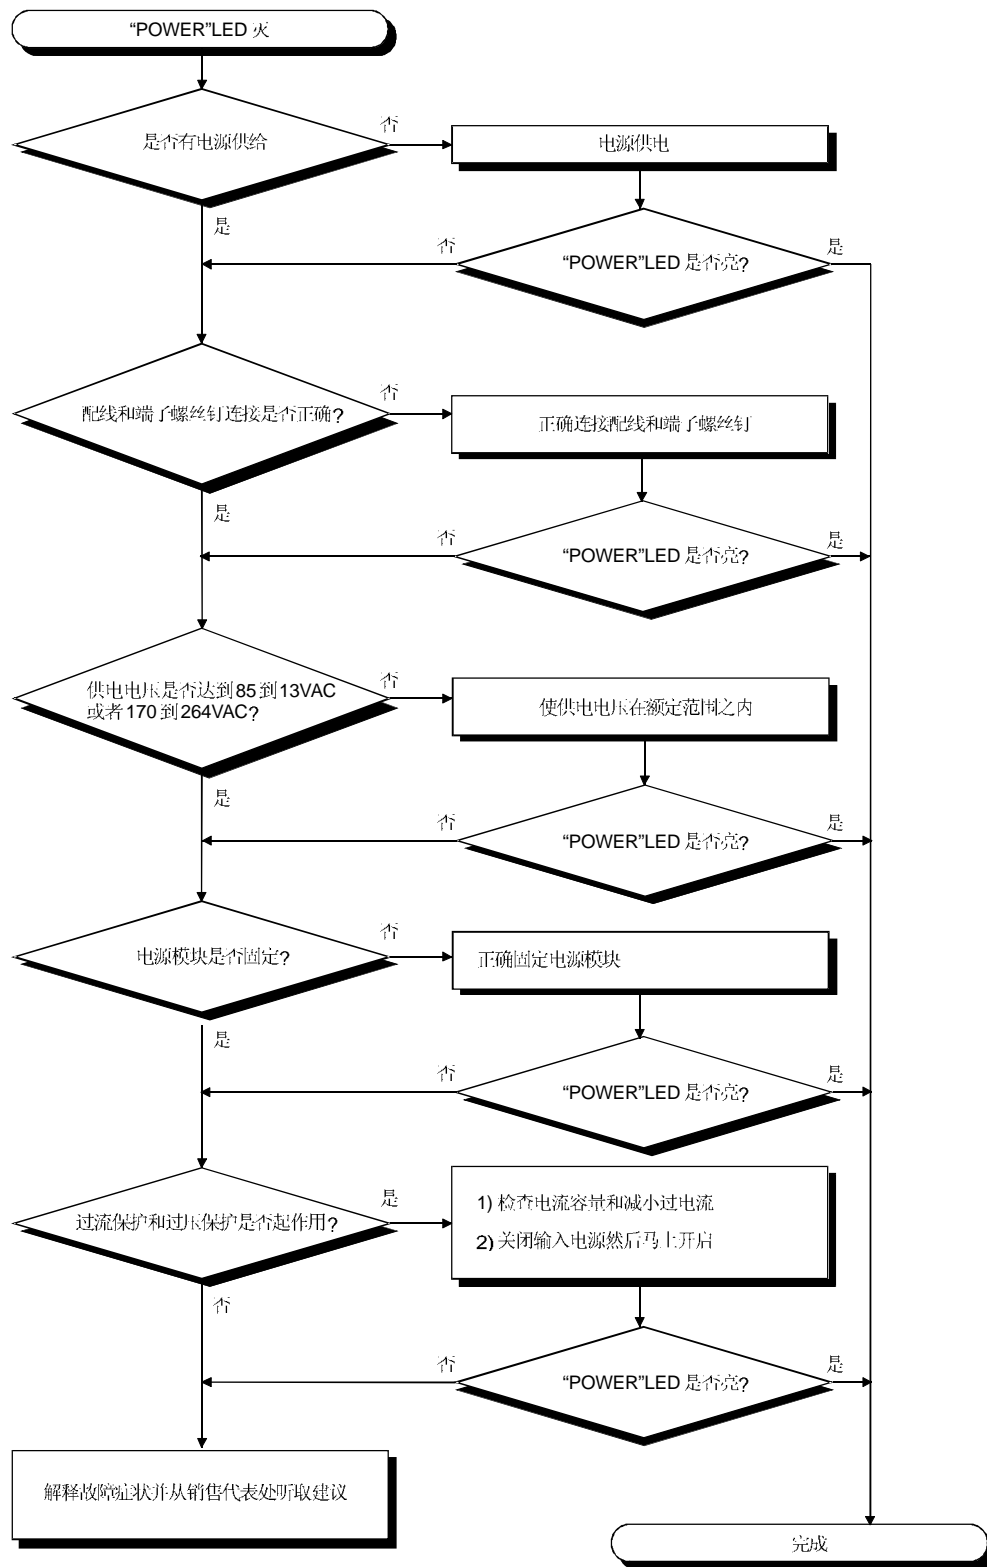 “POWER”LED 灭
是否有电源供给
否
电源供电
是
否
“POWER”LED 是否亮?
是
配线和端子螺丝钉连接是否正确?
否
正确连接配线和端子螺丝钉
是
否
“POWER”LED 是否亮?
是
供电电压是否达到85 到13VAC
或者170 到264VAC?
否
使供电电压在额定范围之内
是
否
“POWER”LED 是否亮?
是
电源模块是否固定?
否
正确固定电源模块
是
否
“POWER”LED 是否亮?
是
过流保护和过压保护是否起作用?
是
1) 检查电流容量和减小过电流
2) 关闭输入电源然后马上开启
否
否
“POWER”LED 是否亮?
是
解释故障症状并从销售代表处听取建议
完成